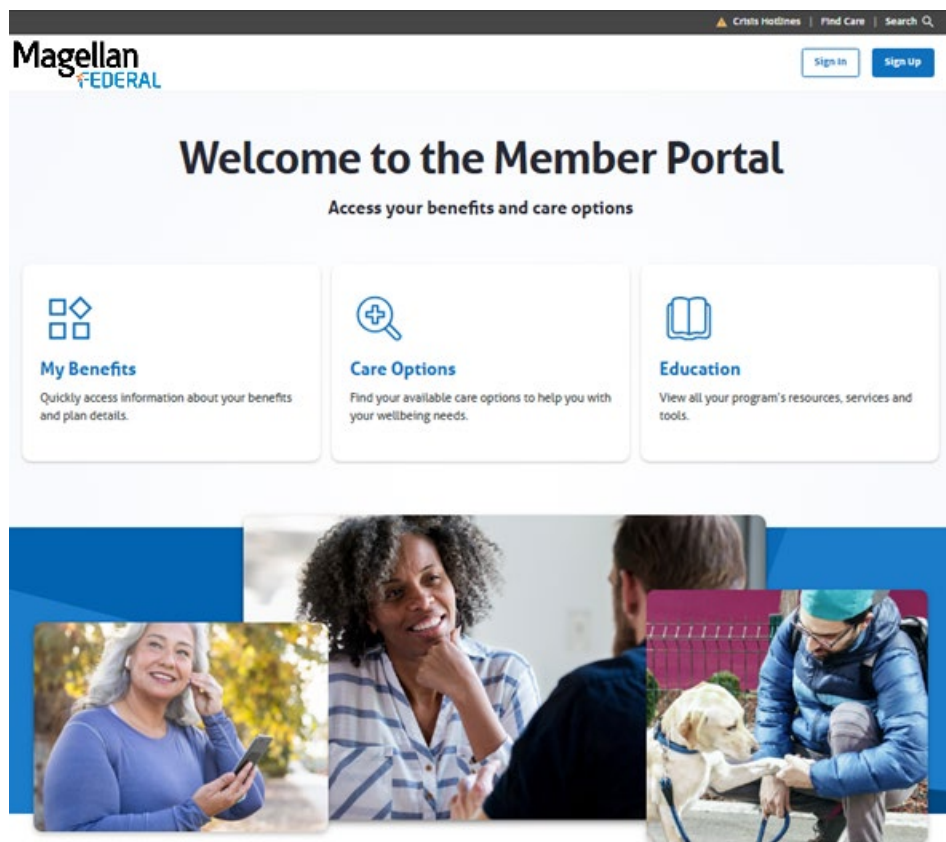 Crisis Hotlines | Find Care | Search
Magellan
FEDERAL
Sign In
Sign Up
Welcome to the Member Portal
Access your benefits and care options
My Benefits
Quickly access information about your benefits
and plan details.
Care Options
Find your available care options to help you with
your wellbeing needs.
Education
View all your program's resources, services and
tools.